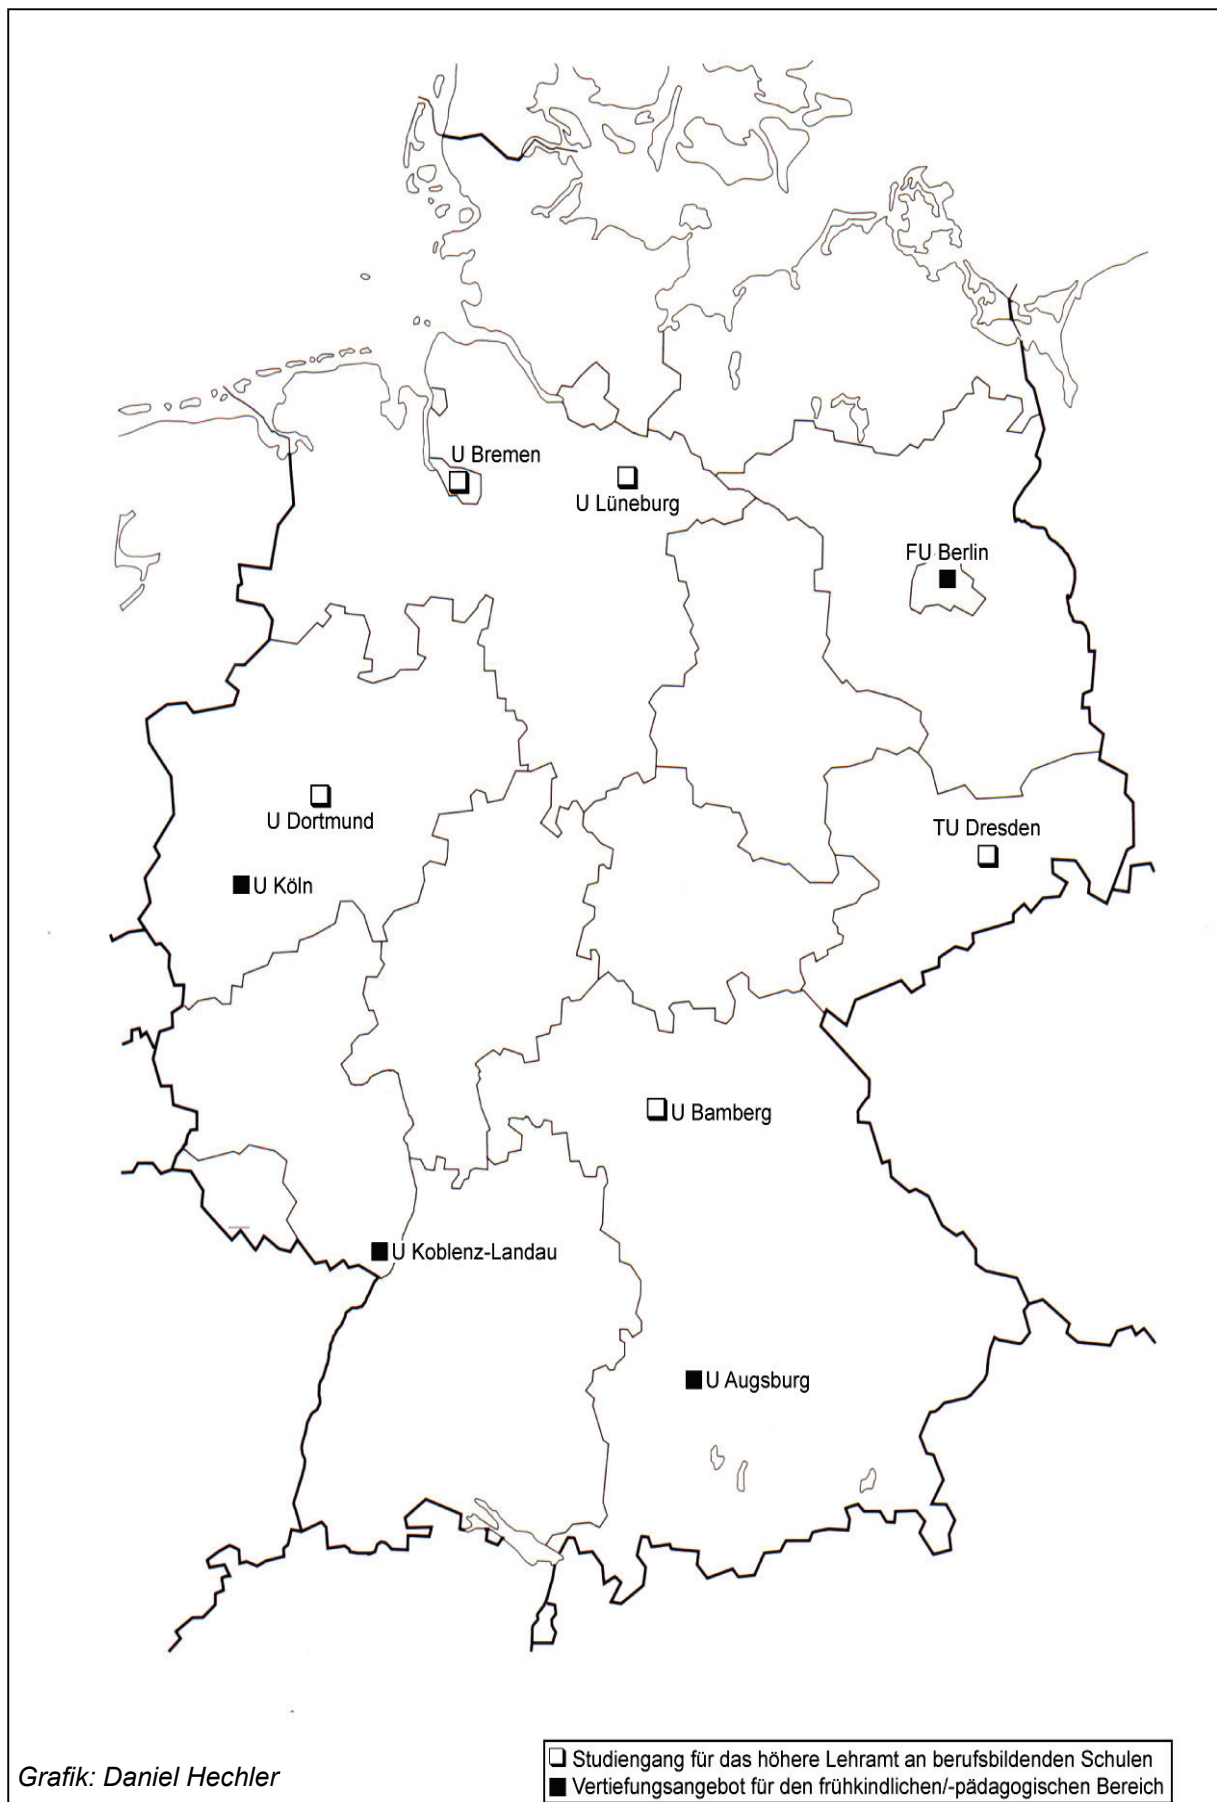 U Bremen
U Lüneburg
FU Berlin
U Dortmund
TU Dresden
U Köln
U Bamberg
U Koblenz-Landau
U Augsburg
Grafik: Daniel Hechler
Studiengang für das höhere Lehramt an berufsbildenden Schulen
Vertiefungsangebot für den frühkindlichen/-pädagogischen Bereich